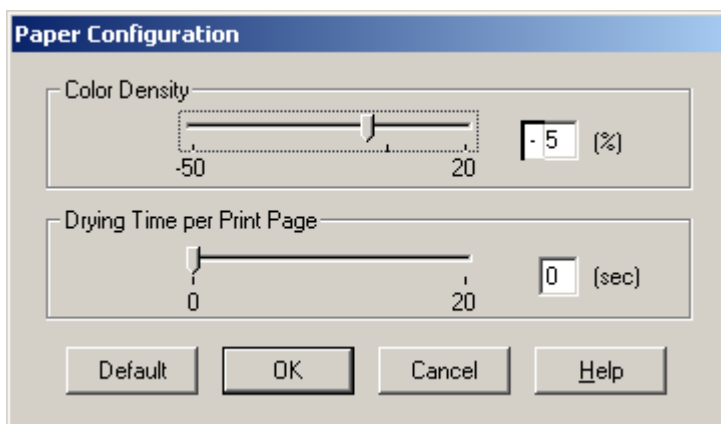 Paper Configuration
Color Density
-50 20 - 5 (%)
Drying Time per Print Page
0 20 0 (sec)
Default OK Cancel Help